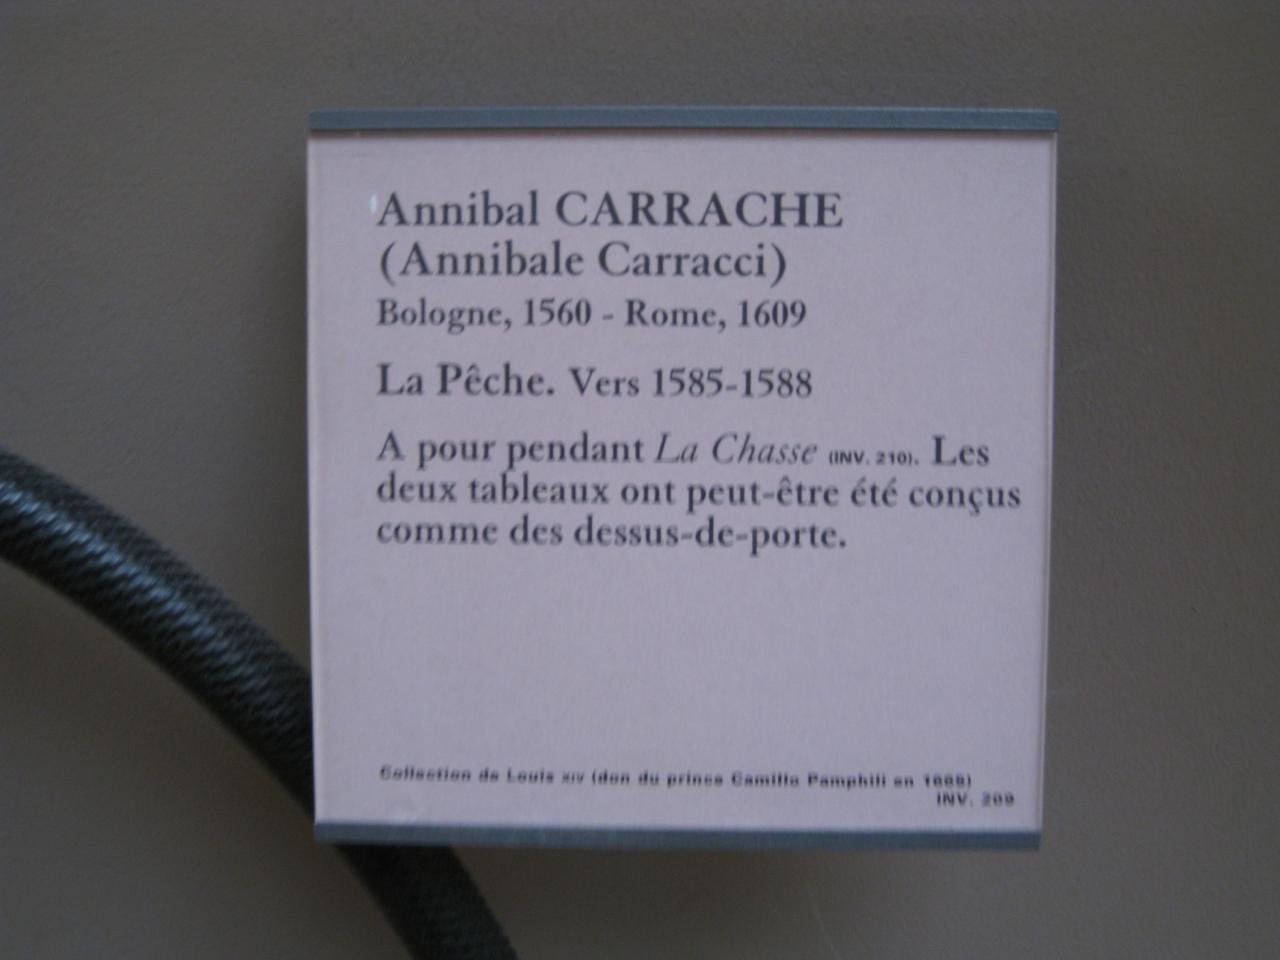 Annibal CARRACHE
(Annibale Carracci)
Bologne, 1560 - Rome, 1609
La Pêche. Vers 1585-1588
A pour pendant La Chasse (INV. 210). Les
deux tableaux ont peut-être été conçus
comme des dessus-de-porte.
Collection de Louis XIV (don du prince Camillo Pamphili en 1665)
INV. 209